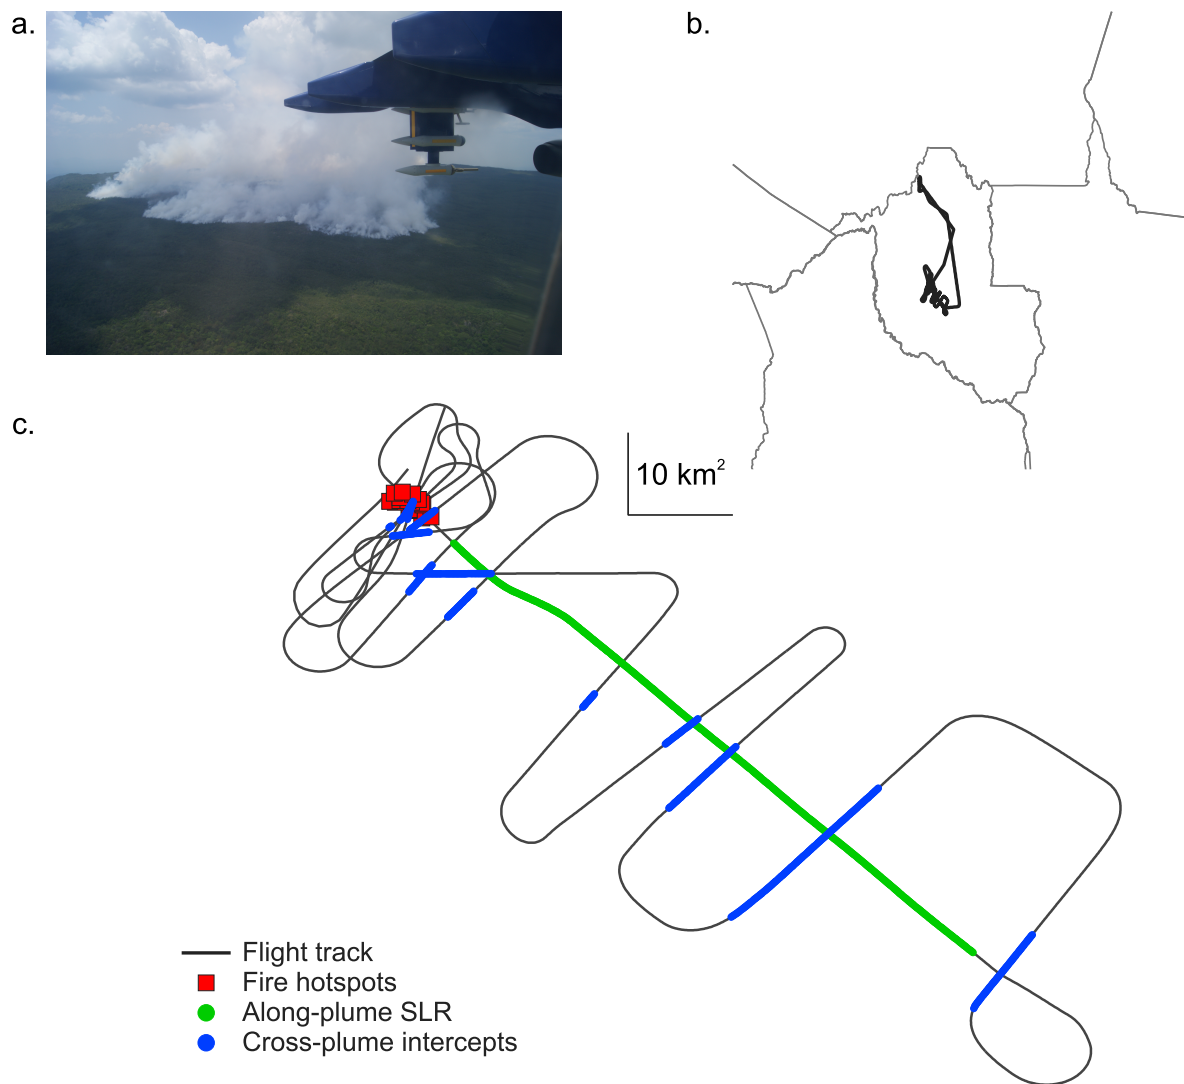 a.
b.
c.
10 km²
Flight track
Fire hotspots
Along-plume SLR
Cross-plume intercepts